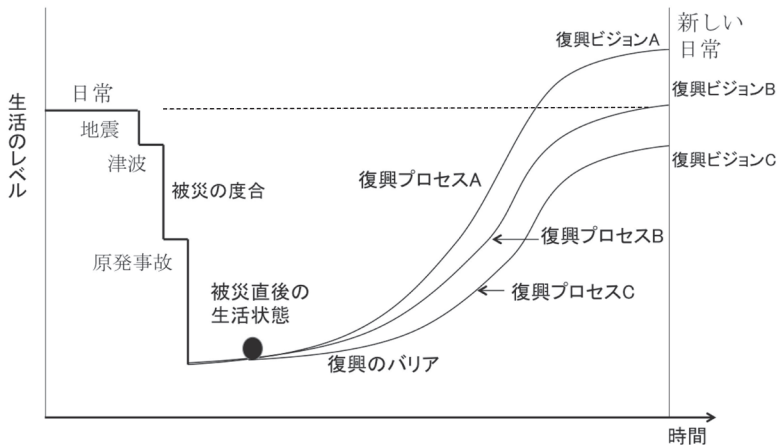 新しい
日常
復興ビジョンA
日常
復興ビジョンB
生活のレベル
地震
津波
復興ビジョンC
復興プロセスA
被災の度合
復興プロセスB
原発事故
被災直後の
生活状態
復興プロセスC
復興のバリア
時間